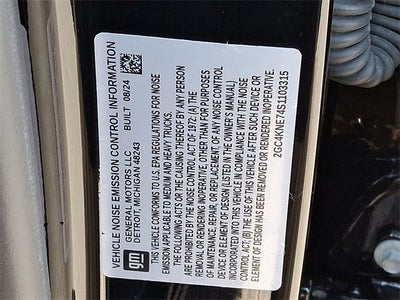 VEHICLE NOISE EMISSION CONTROL INFORMATION
gm
GENERAL MOTORS LLC
DETROIT, MICHIGAN 48243
BUILT 08/24
THIS VEHICLE CONFORMS TO U.S. EPA REGULATIONS FOR NOISE
EMISSION APPLICABLE TO MEDIUM AND HEAVY TRUCKS.
THE FOLLOWING ACTS OR THE CAUSING THEREOF BY ANY PERSON
ARE PROHIBITED BY THE NOISE CONTROL ACT OF 1972: (A) THE
REMOVAL OR RENDERING INOPERATIVE, OTHER THAN FOR PURPOSES
OF MAINTENANCE, REPAIR, OR REPLACEMENT, OF ANY NOISE CONTROL
DEVICE OR ELEMENT OF DESIGN (LISTED IN THE OWNER'S MANUAL)
INCORPORATED INTO THIS VEHICLE IN COMPLIANCE WITH THE NOISE
CONTROL ACT; (B) THE USE OF THIS VEHICLE AFTER SUCH DEVICE OR
ELEMENT OF DESIGN HAS BEEN REMOVED OR RENDERED INOPERATIVE.
2GC4KNE74S1103315